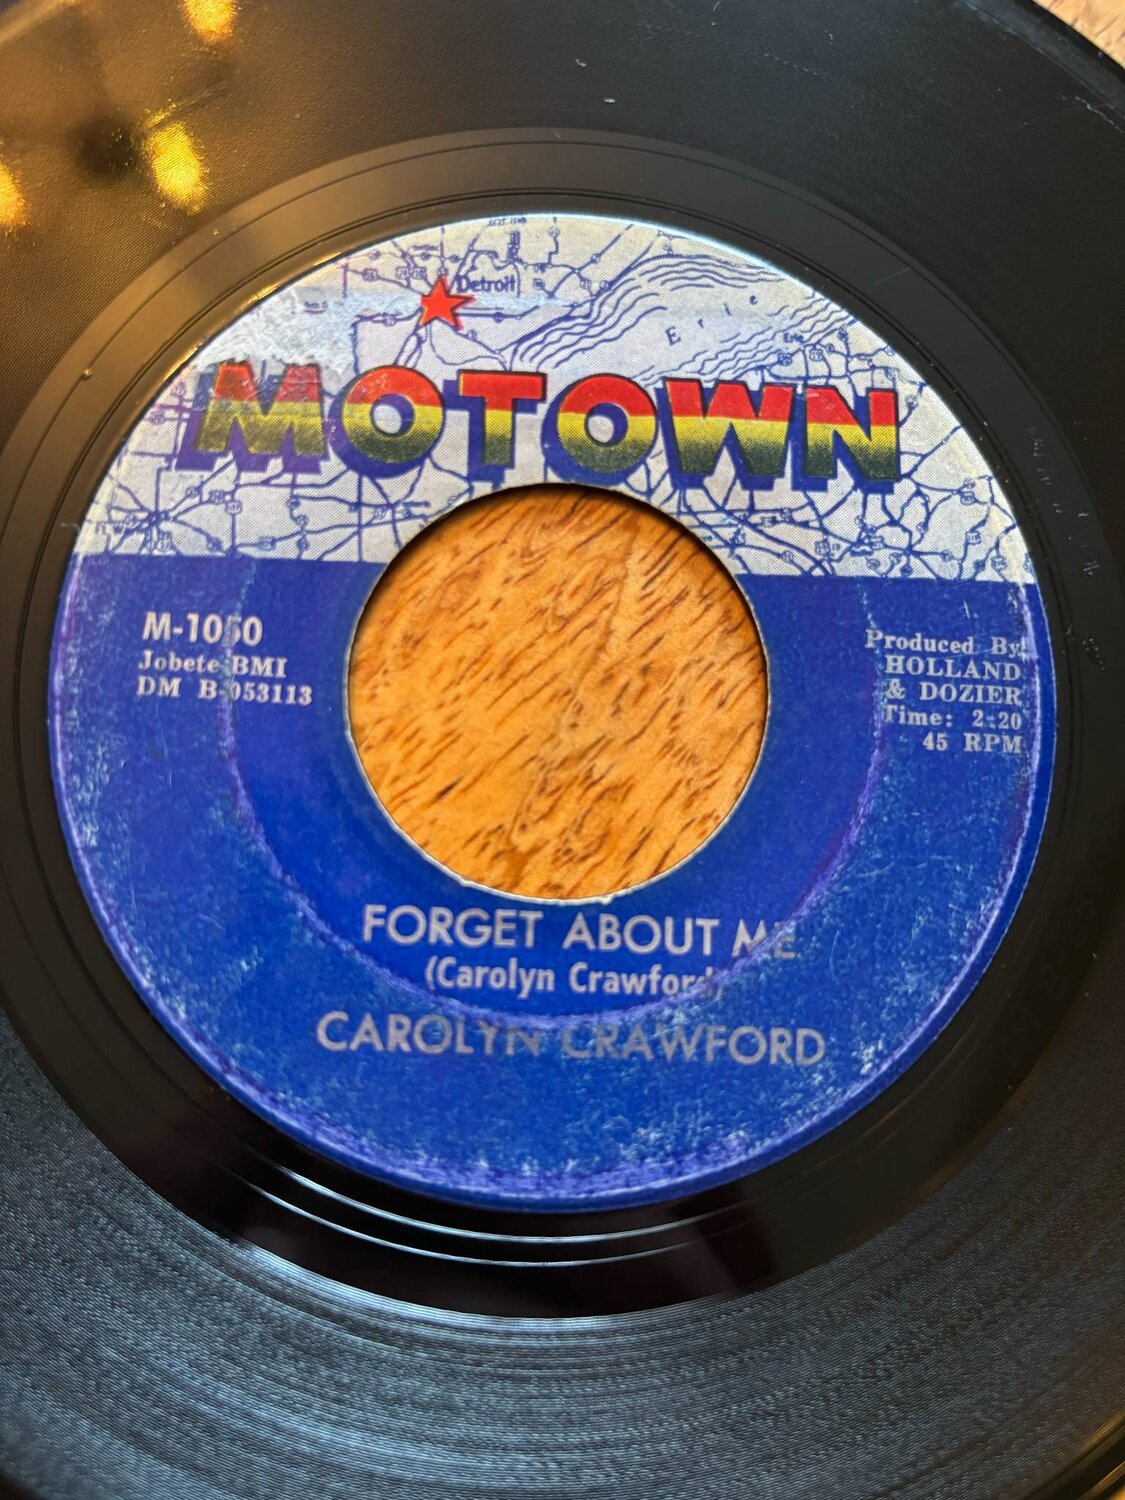 Detroit
Erie
MOTOWN
M-1050
Jobete-BMI
DM B-053113
Produced By:
HOLLAND
& DOZIER
Time: 2:20
45 RPM
FORGET ABOUT ME
(Carolyn Crawford)
CAROLYN CRAWFORD